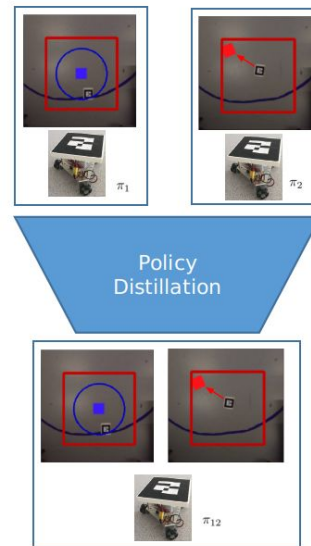 π₁
π₂
Policy
Distillation
π₁₂